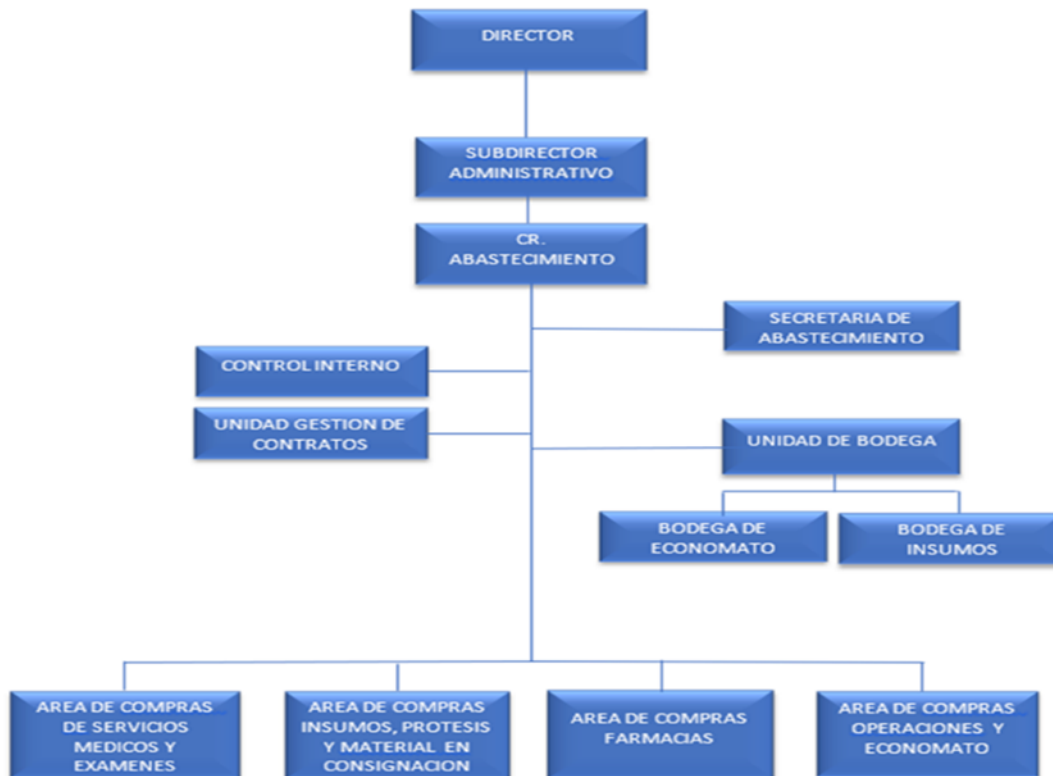 DIRECTOR
SUBDIRECTOR
ADMINISTRATIVO
CR.
ABASTECIMIENTO
SECRETARIA DE
ABASTECIMIENTO
CONTROL INTERNO
UNIDAD GESTION DE
CONTRATOS
UNIDAD DE BODEGA
BODEGA DE
ECONOMATO
BODEGA DE
INSUMOS
AREA DE COMPRAS
DE SERVICIOS
MEDICOS Y
EXAMENES
AREA DE COMPRAS
INSUMOS, PROTESIS
Y MATERIAL EN
CONSIGNACION
AREA DE COMPRAS
FARMACIAS
AREA DE COMPRAS
OPERACIONES Y
ECONOMATO